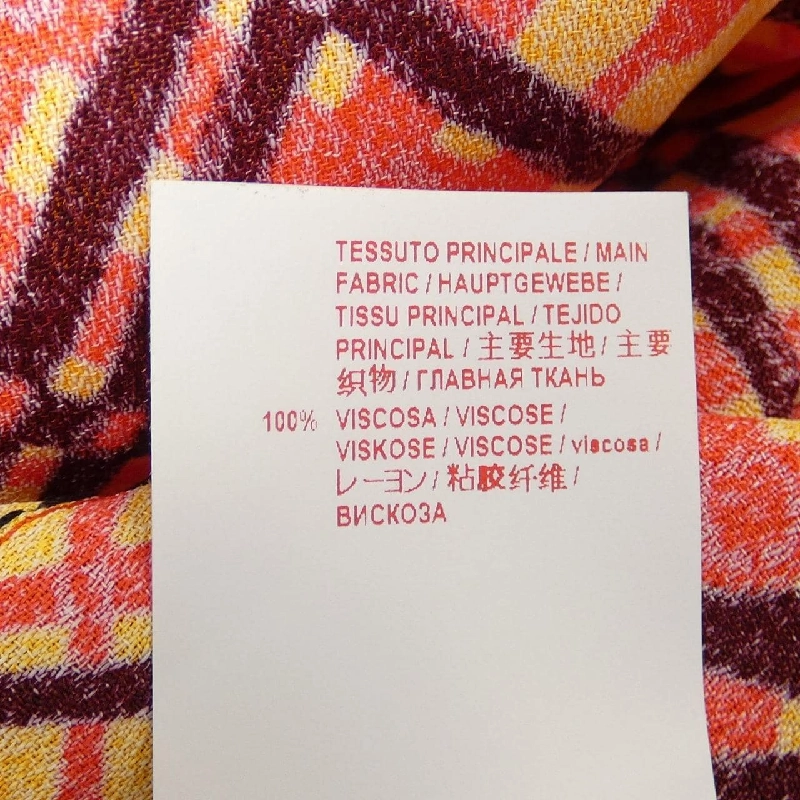 TESSUTO PRINCIPALE / MAIN
FABRIC / HAUPTGEWEBE /
TISSU PRINCIPAL / TEJIDO
PRINCIPAL / 主要生地 / 主要
织物 / ГЛАВНАЯ ТКАНЬ
100% VISCOSA / VISCOSE /
VISKOSE / VISCOSE / viscosa /
レーヨン / 粘胶纤维 /
ВИСКОЗА